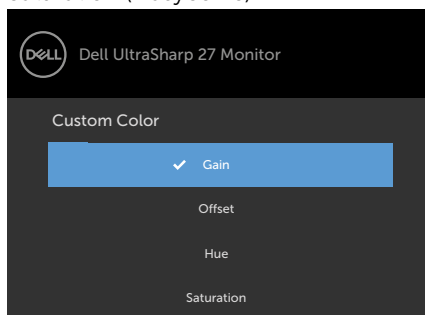 DELL
Dell UltraSharp 27 Monitor
Custom Color
Gain
Offset
Hue
Saturation